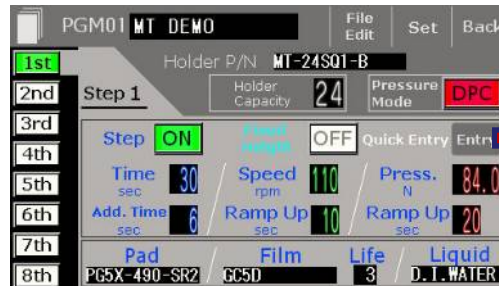 PGM01 MT DEMO File Edit Set Back
1st Holder P/N MT-24SQ1-B
2nd Step 1 Holder Capacity 24 Pressure Mode DPC
3rd
4th Step ON Fixed Height OFF Quick Entry Entry
5th Time sec 30 Speed rpm 110 Press. N 84.0
6th Add. Time sec 6 Ramp Up sec 10 Ramp Up sec 20
7th Pad Film Life Liquid
8th PG5X-490-SR2 GC5D 3 D.I.WATER